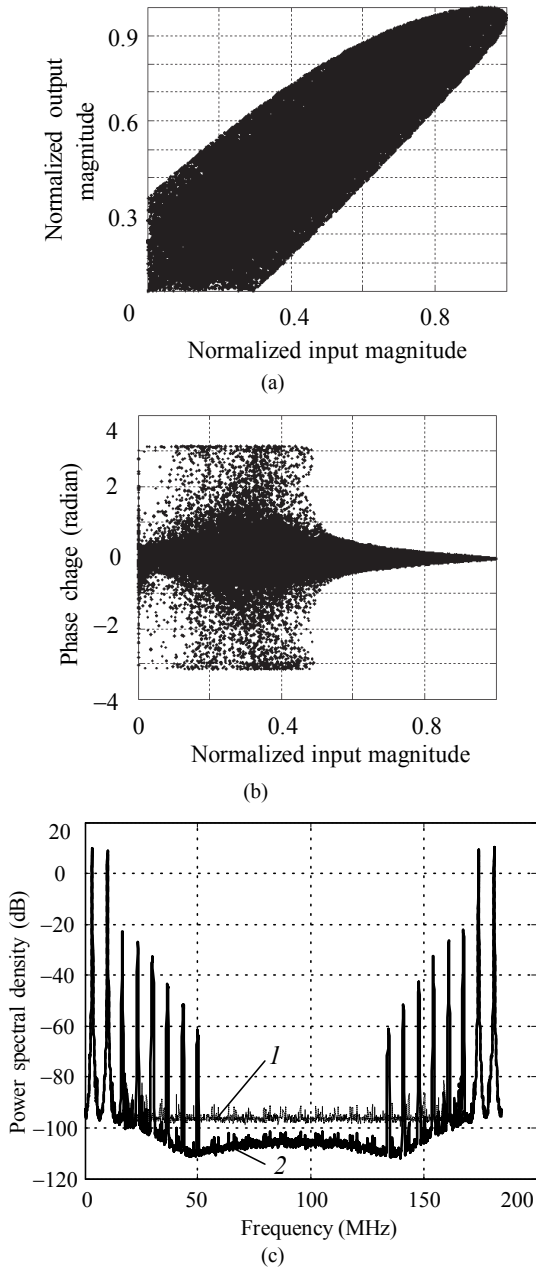 0.9
0.6
0.3
0
0.4
0.8
Normalized output
magnitude
Normalized input magnitude
(a)
4
2
0
−2
−4
0
0.4
0.8
Phase chage (radian)
Normalized input magnitude
(b)
20
0
−20
−40
−60
−80
−100
−120
0
50
100
150
200
1
2
Power spectral density (dB)
Frequency (MHz)
(c)